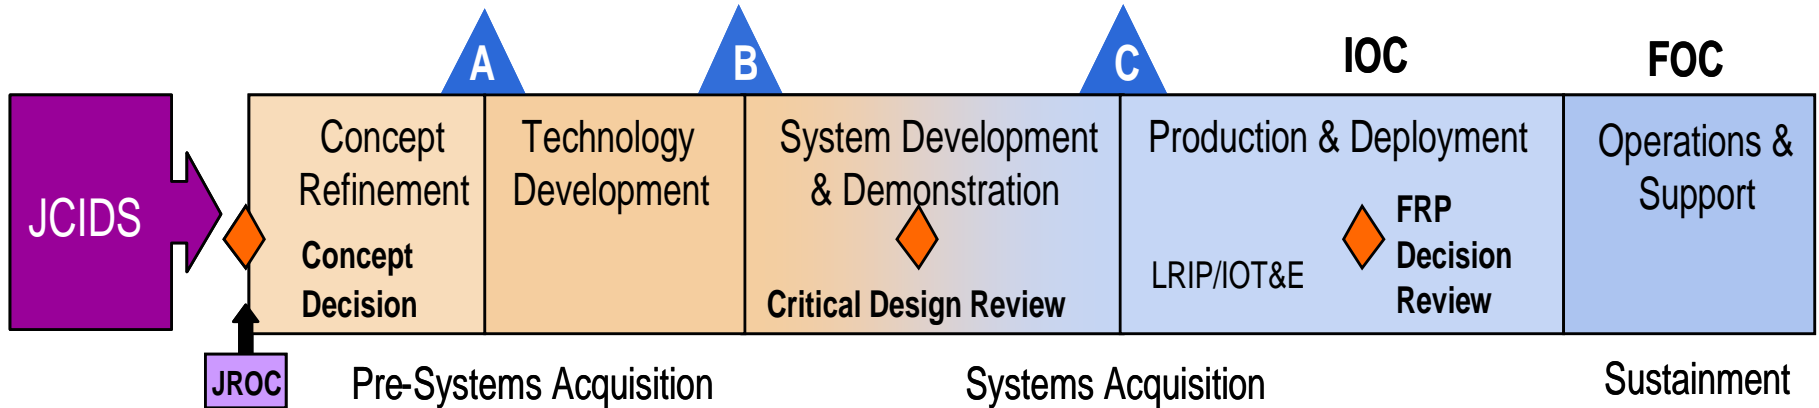 A
B
C
IOC
FOC
JCIDS
Concept
Refinement
Concept
Decision
Technology
Development
System Development
& Demonstration
Critical Design Review
Production & Deployment
LRIP/IOT&E
FRP
Decision
Review
Operations &
Support
JROC
Pre-Systems Acquisition
Systems Acquisition
Sustainment